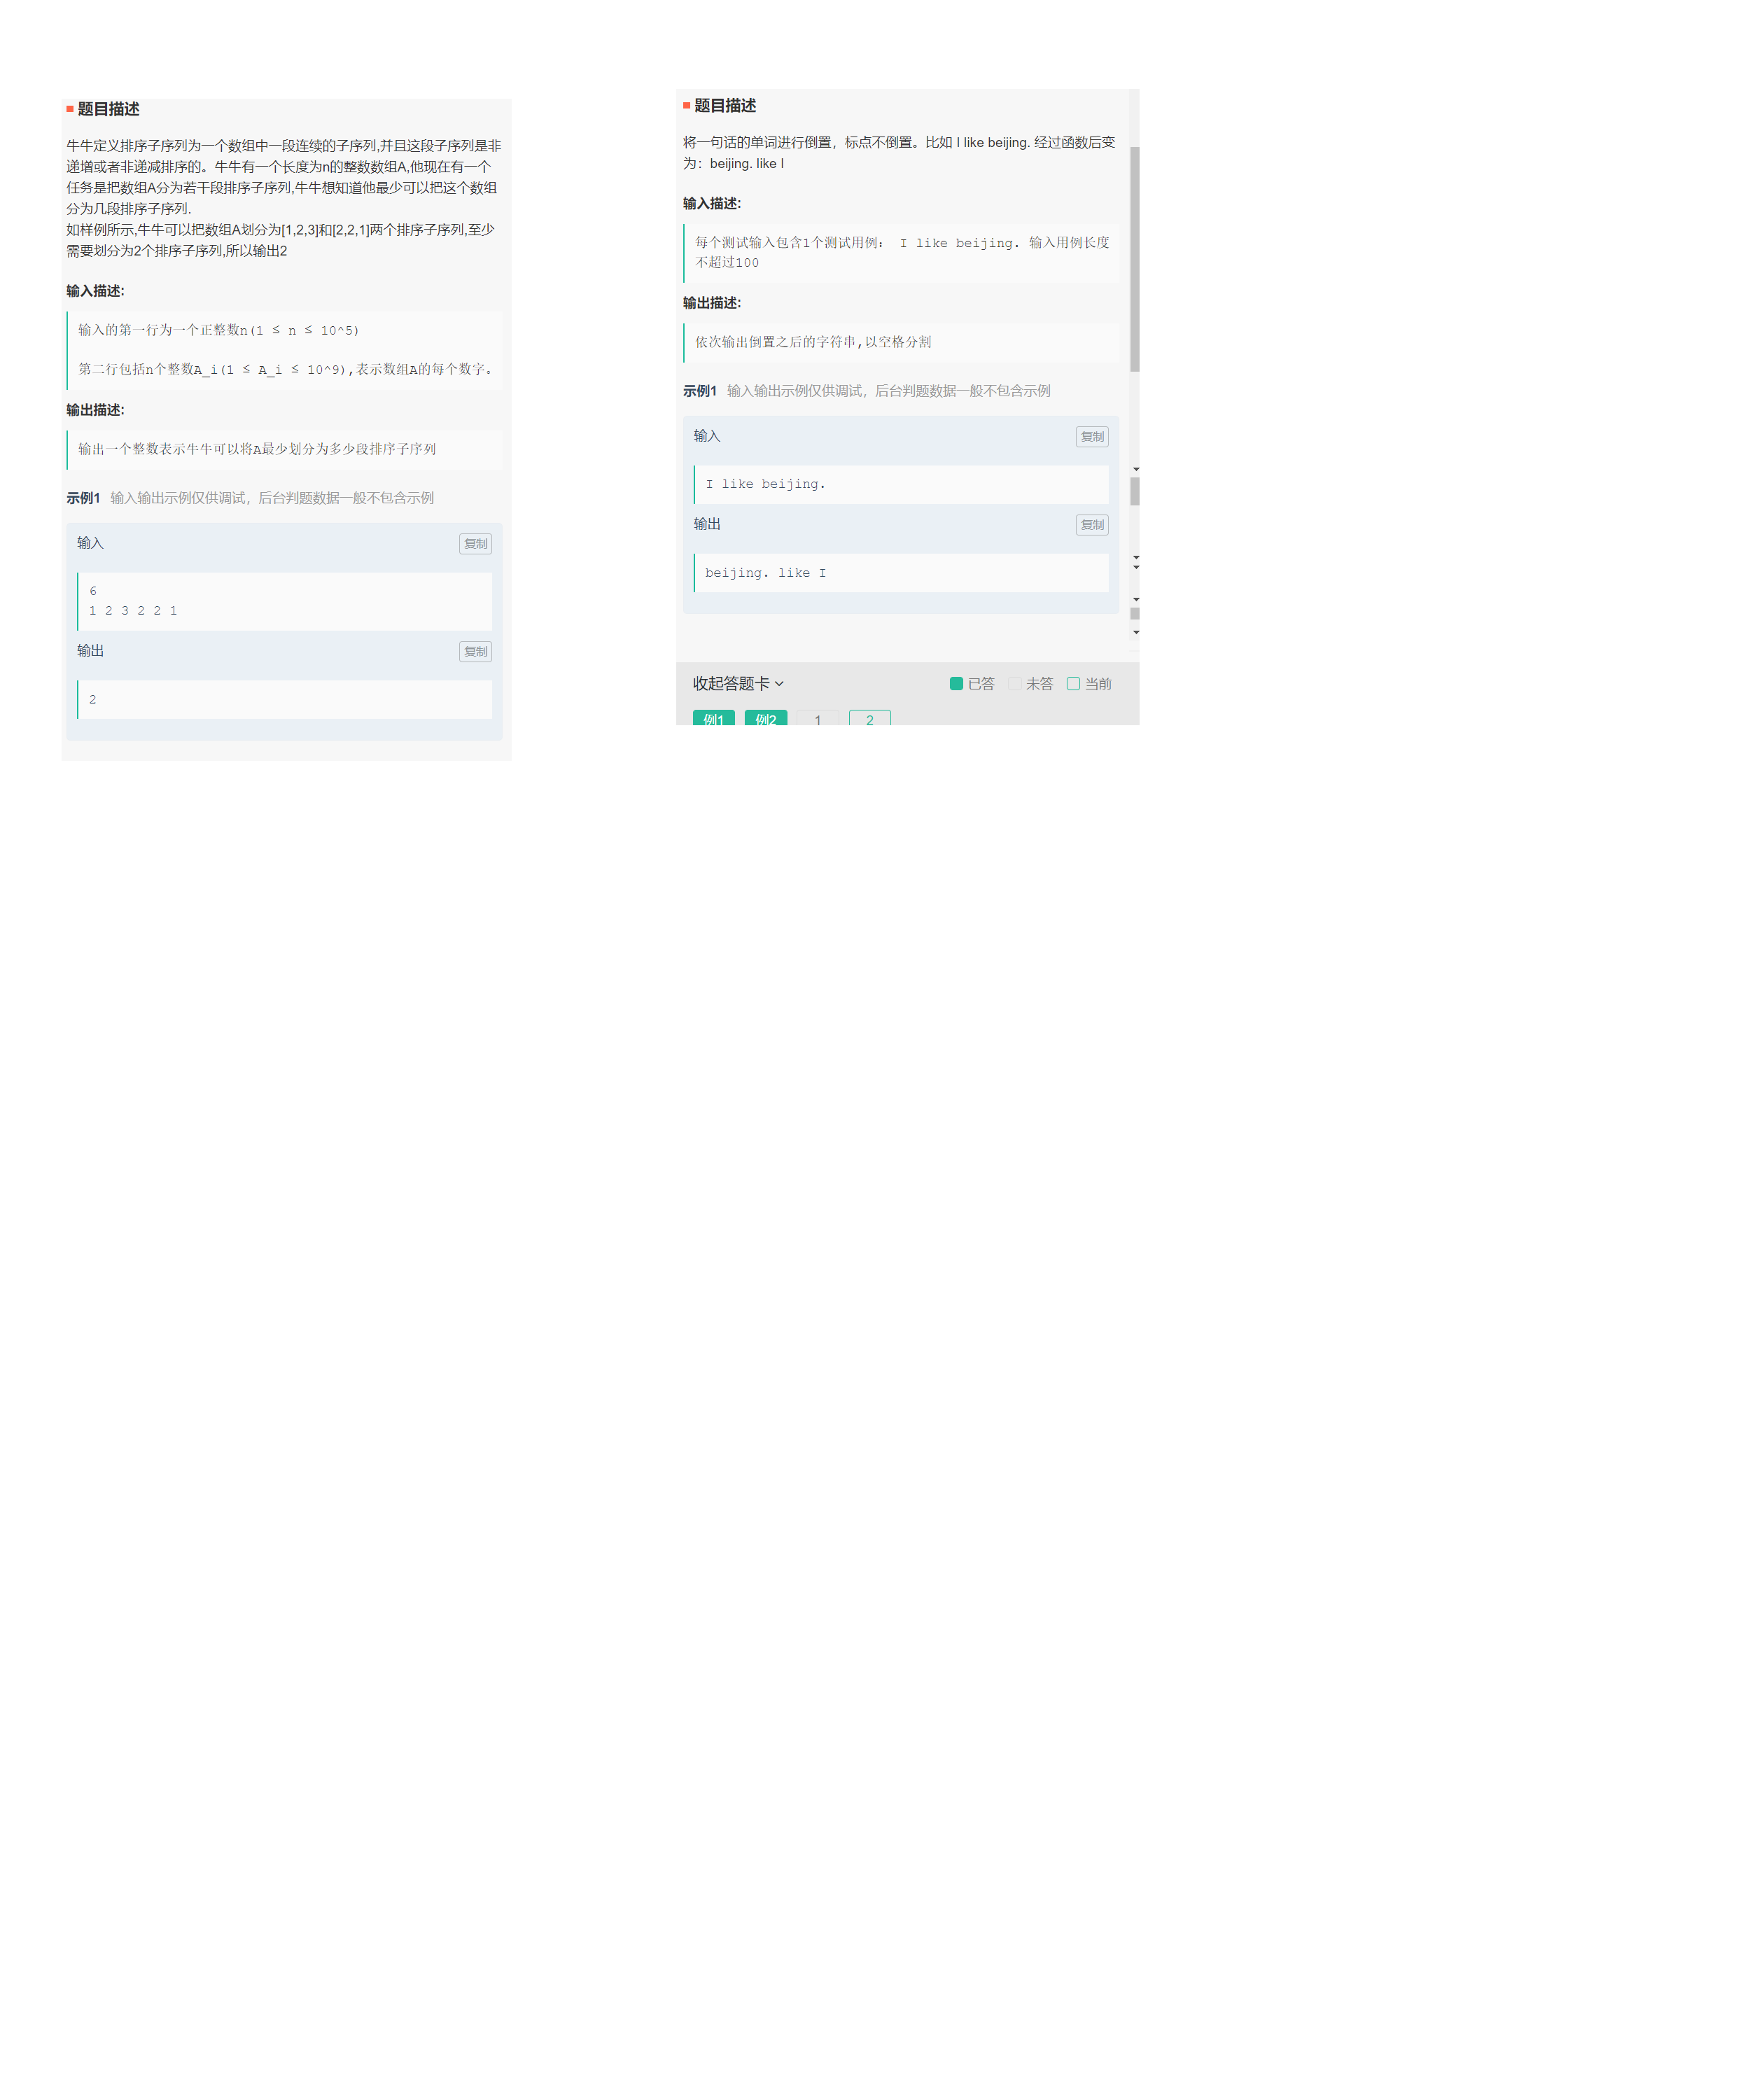 题目描述
牛牛定义排序子序列为一个数组中一段连续的子序列,并且这段子序列是非
递增或者非递减排序的。牛牛有一个长度为n的整数数组A,他现在有一个
任务是把数组A分为若干段排序子序列,牛牛想知道他最少可以把这个数组
分为几段排序子序列.
如样例所示,牛牛可以把数组A划分为[1,2,3]和[2,2,1]两个排序子序列,至少
需要划分为2个排序子序列,所以输出2
输入描述:
输入的第一行为一个正整数n(1 ≤ n ≤ 10^5)
第二行包括n个整数A_i(1 ≤ A_i ≤ 10^9),表示数组A的每个数字。
输出描述:
输出一个整数表示牛牛可以将A最少划分为多少段排序子序列
示例1 输入输出示例仅供调试，后台判题数据一般不包含示例
输入 复制
6
1 2 3 2 2 1
输出 复制
2
题目描述
将一句话的单词进行倒置，标点不倒置。比如 I like beijing. 经过函数后变
为：beijing. like I
输入描述:
每个测试输入包含1个测试用例： I like beijing. 输入用例长度
不超过100
输出描述:
依次输出倒置之后的字符串,以空格分割
示例1 输入输出示例仅供调试，后台判题数据一般不包含示例
输入 复制
I like beijing.
输出 复制
beijing. like I
收起答题卡 已答 未答 当前
例1 例2 1 2